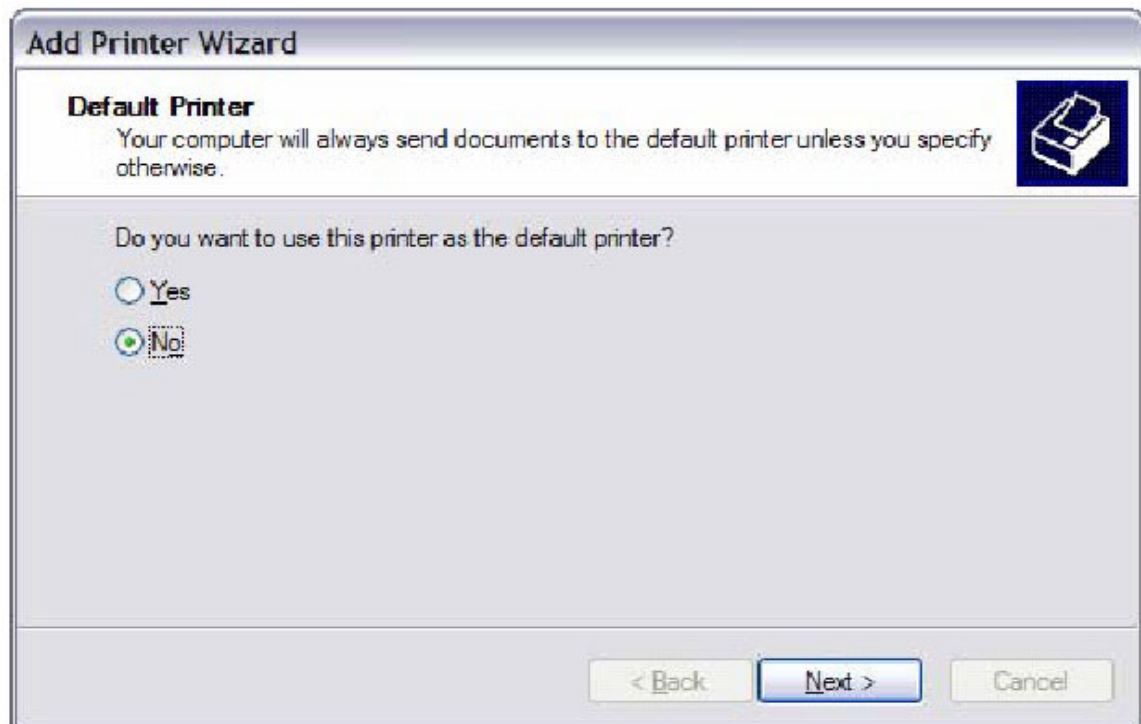 Add Printer Wizard
Default Printer
Your computer will always send documents to the default printer unless you specify
otherwise.
Do you want to use this printer as the default printer?
Yes
No
< Back
Next >
Cancel